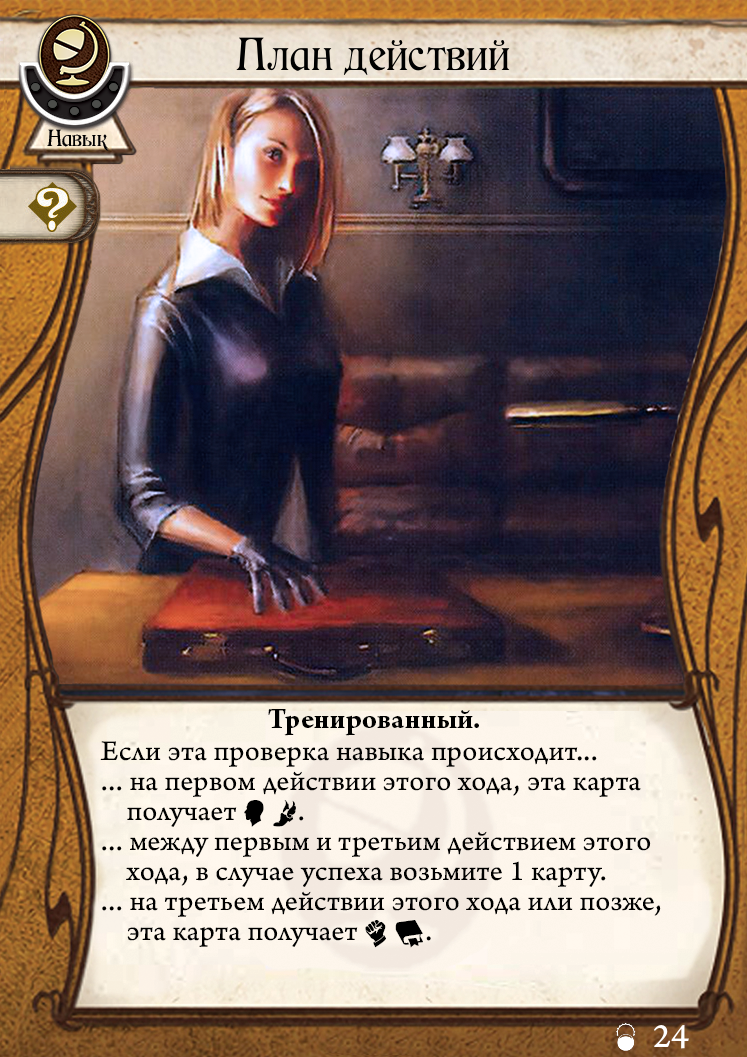 План действий
Навык
?
Тренированный.
Если эта проверка навыка происходит...
... на первом действии этого хода, эта карта
получает .
... между первым и третьим действием этого
хода, в случае успеха возьмите 1 карту.
... на третьем действии этого хода или позже,
эта карта получает .
24